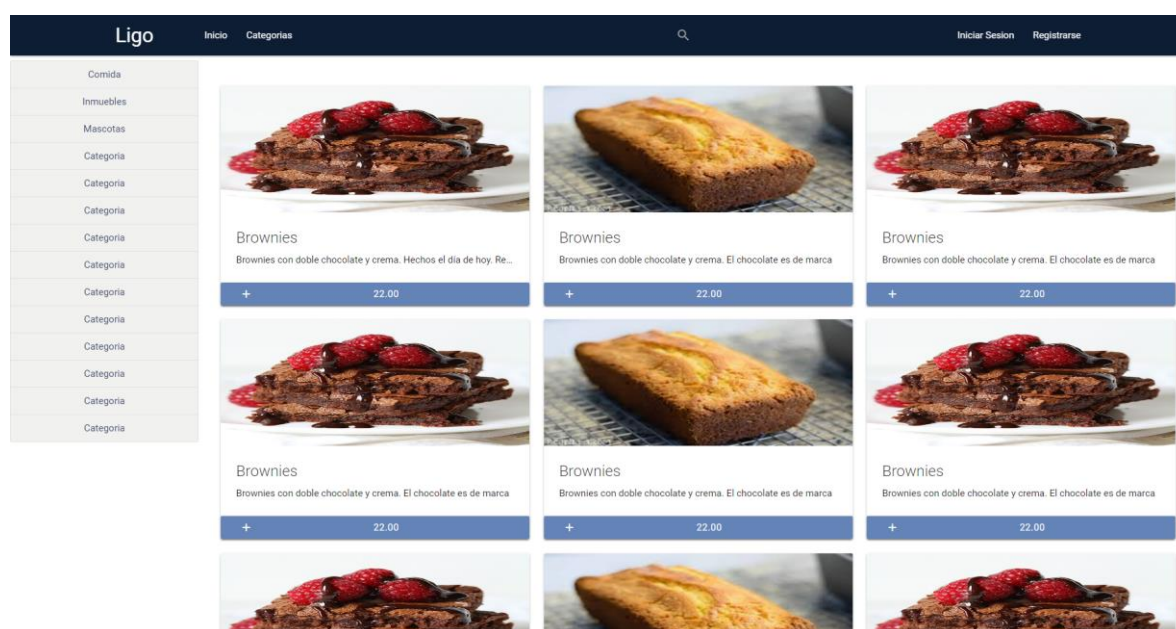 Ligo Inicio Categorias Iniciar Sesion Registrarse
Comida
Inmuebles
Mascotas
Categoria
Categoria
Categoria
Categoria
Categoria
Categoria
Categoria
Categoria
Categoria
Categoria
Categoria
Brownies
Brownies con doble chocolate y crema. Hechos el día de hoy. Re...
+ 22.00
Brownies
Brownies con doble chocolate y crema. El chocolate es de marca
+ 22.00
Brownies
Brownies con doble chocolate y crema. El chocolate es de marca
+ 22.00
Brownies
Brownies con doble chocolate y crema. El chocolate es de marca
+ 22.00
Brownies
Brownies con doble chocolate y crema. El chocolate es de marca
+ 22.00
Brownies
Brownies con doble chocolate y crema. El chocolate es de marca
+ 22.00